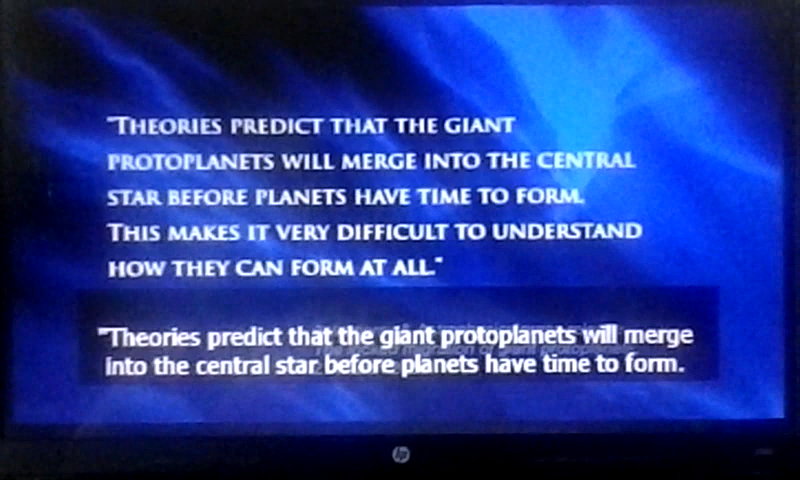 "THEORIES PREDICT THAT THE GIANT
PROTOPLANETS WILL MERGE INTO THE CENTRAL
STAR BEFORE PLANETS HAVE TIME TO FORM.
THIS MAKES IT VERY DIFFICULT TO UNDERSTAND
HOW THEY CAN FORM AT ALL."
"Theories predict that the giant protoplanets will merge
into the central star before planets have time to form.
hp